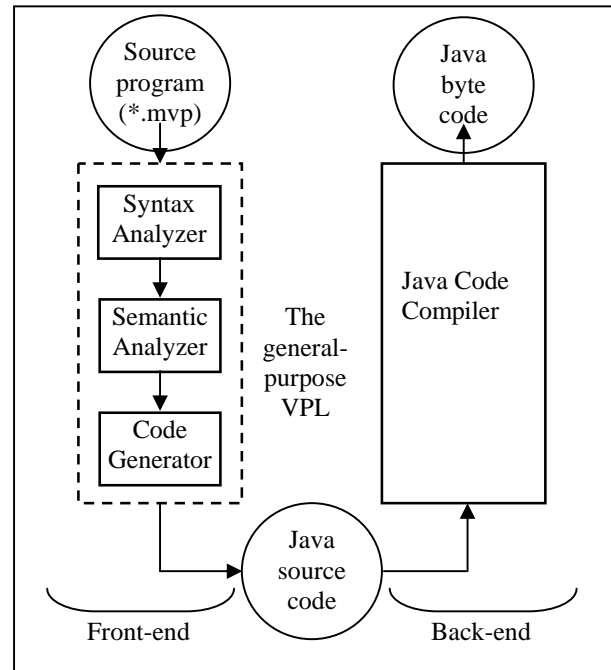 Source
program
(*.mvp)
Syntax
Analyzer
Semantic
Analyzer
Code
Generator
The
general-
purpose
VPL
Java
source
code
Java
byte
code
Java Code
Compiler
Front-end
Back-end